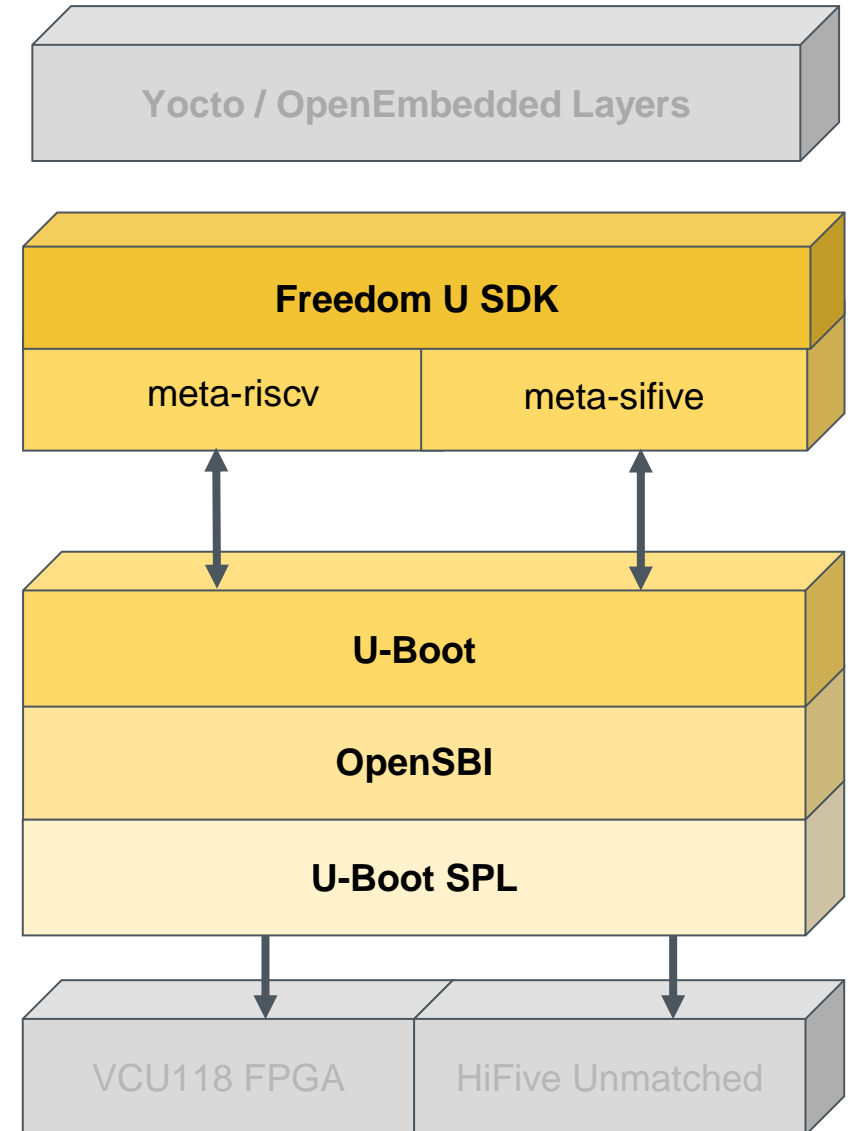 Yocto / OpenEmbedded Layers
Freedom U SDK
meta-riscv
meta-sifive
U-Boot
OpenSBI
U-Boot SPL
VCU118 FPGA
HiFive Unmatched